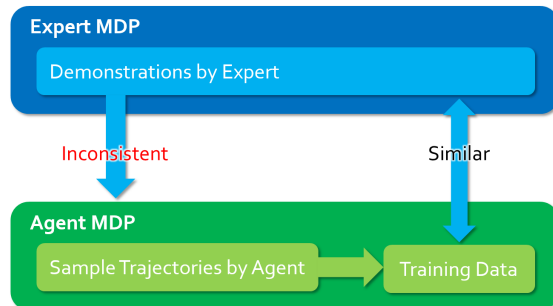 Expert MDP
Demonstrations by Expert
Inconsistent
Similar
Agent MDP
Sample Trajectories by Agent
Training Data